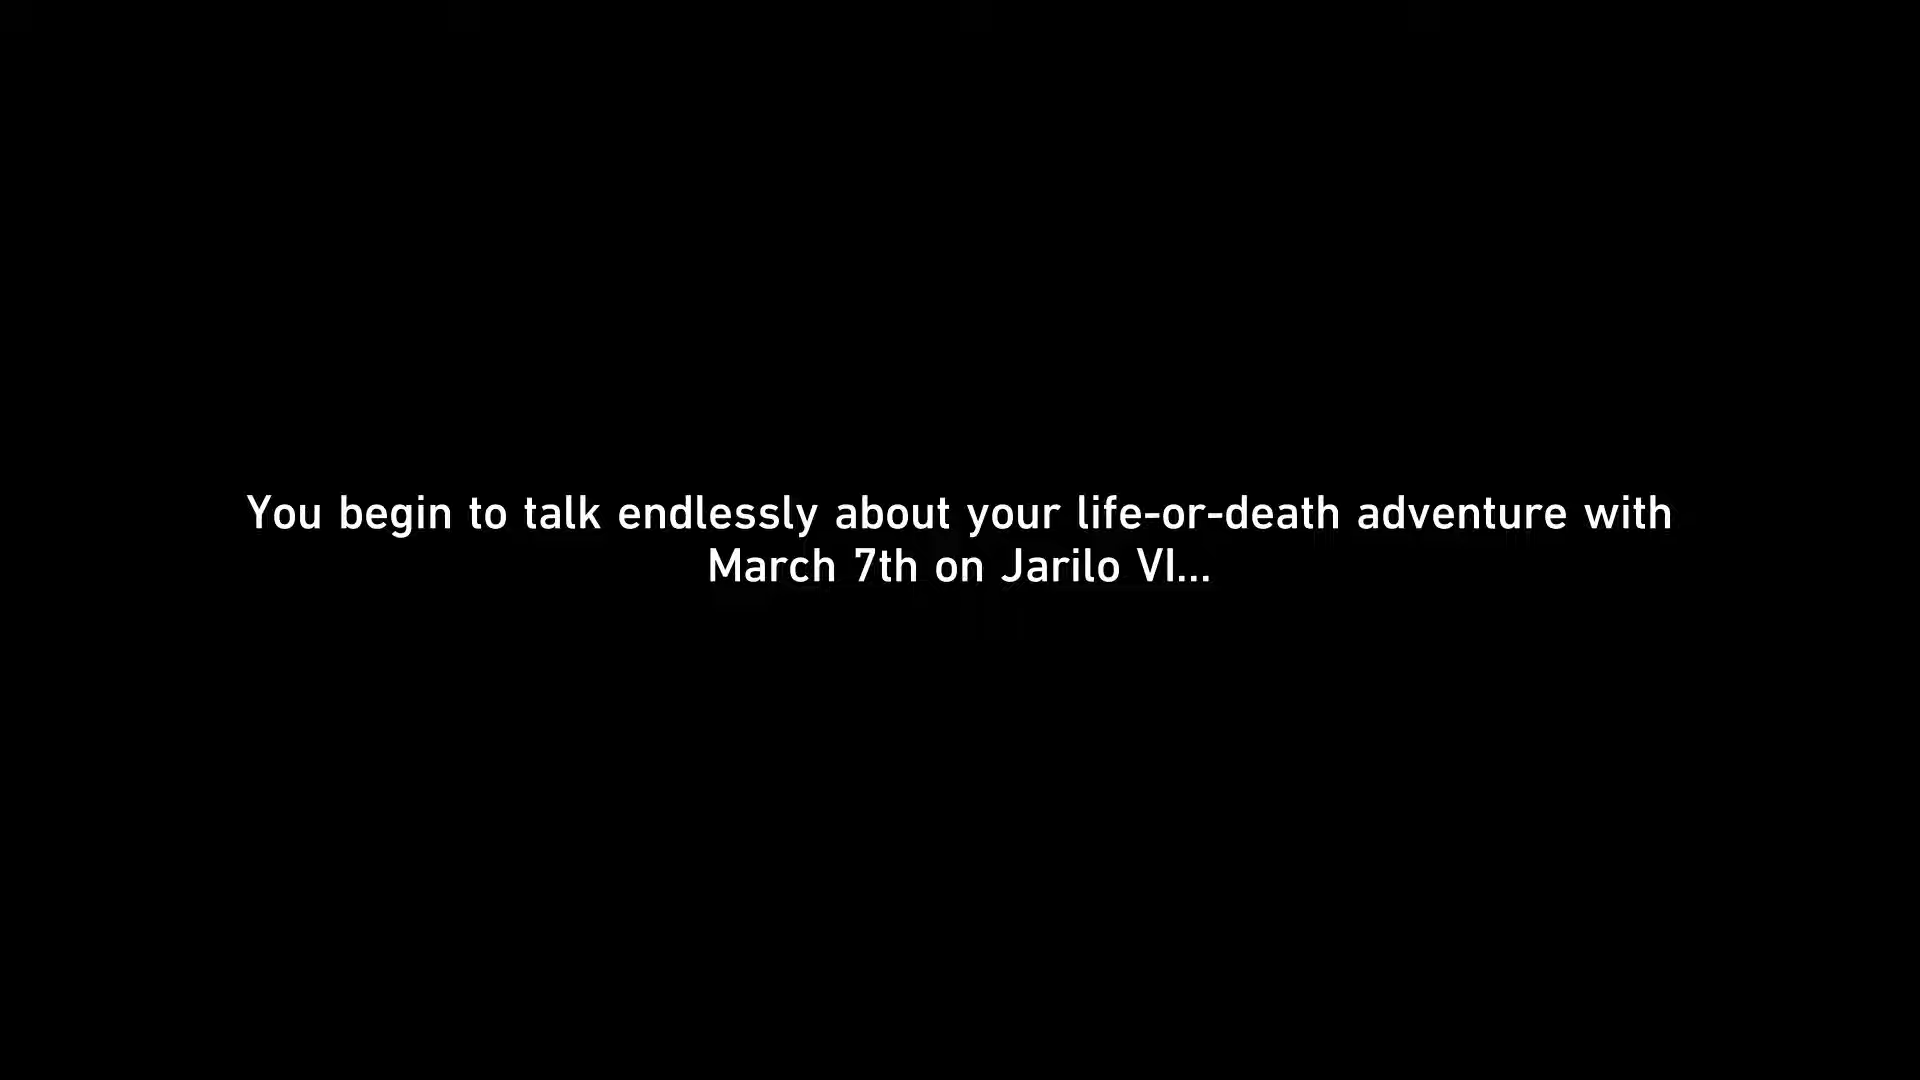 You begin to talk endlessly about your life-or-death adventure with
March 7th on Jarilo VI...